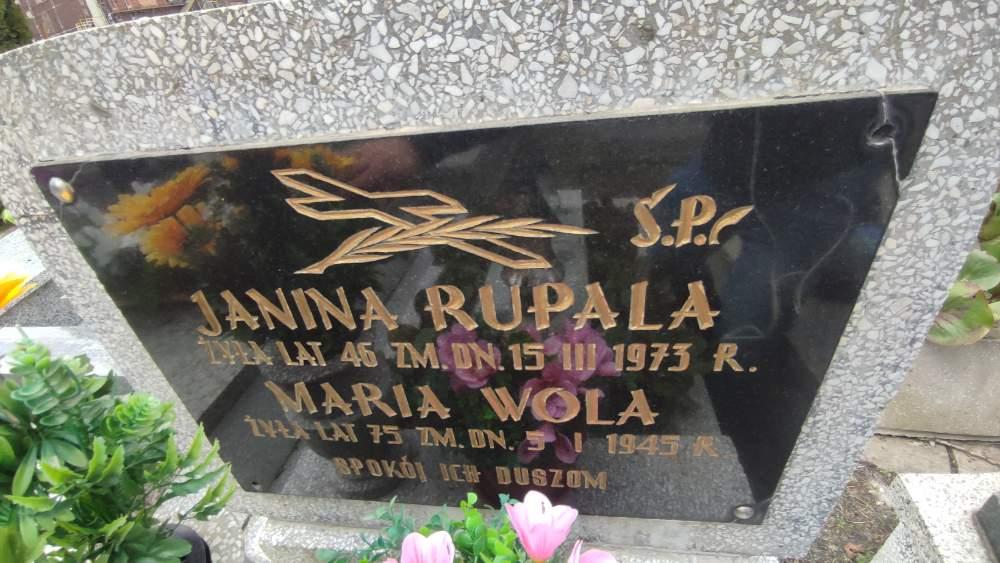 Ś.P.
JANINA RUPALA
ŻYŁA LAT 46 ZM. DN. 15 III 1973 R.
MARIA WOLA
ŻYŁA LAT 75 ZM. DN. 5 I 1945 R
SPOKÓJ ICH DUSZOM